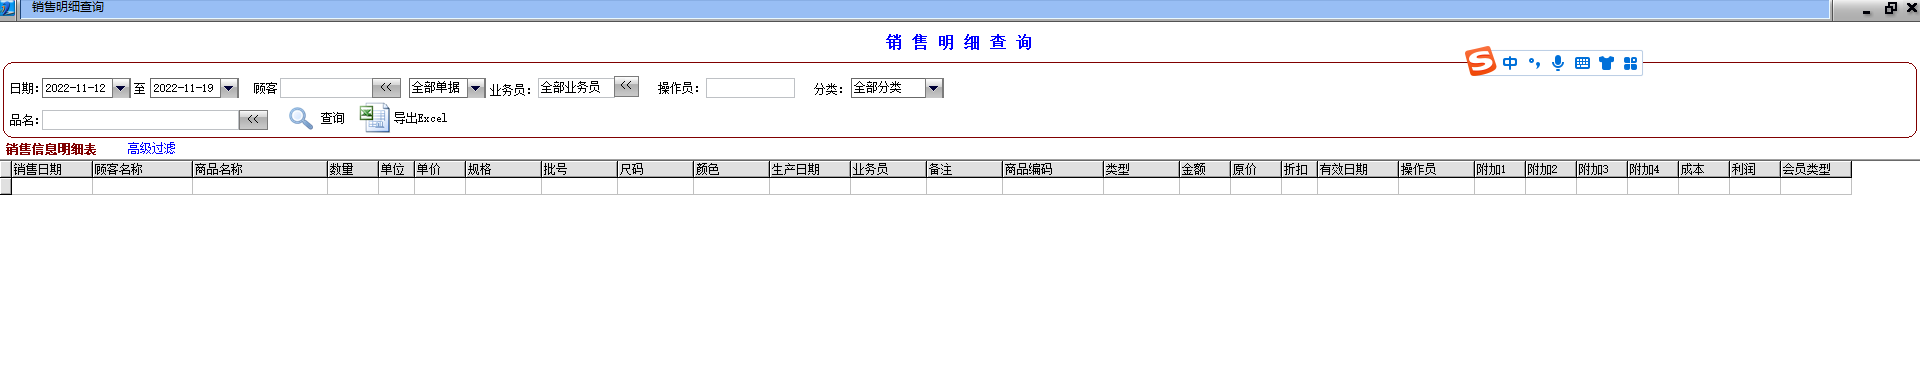 销售明细查询
销售明细查询
中
日期: 2022-11-12 至 2022-11-19 顾客 << 全部单据 业务员: 全部业务员 << 操作员: 分类: 全部分类
品名: << 查询 导出Excel
销售信息明细表 高级过滤
销售日期 顾客名称 商品名称 数量 单位 单价 规格 批号 尺码 颜色 生产日期 业务员 备注 商品编码 类型 金额 原价 折扣 有效日期 操作员 附加1 附加2 附加3 附加4 成本 利润 会员类型